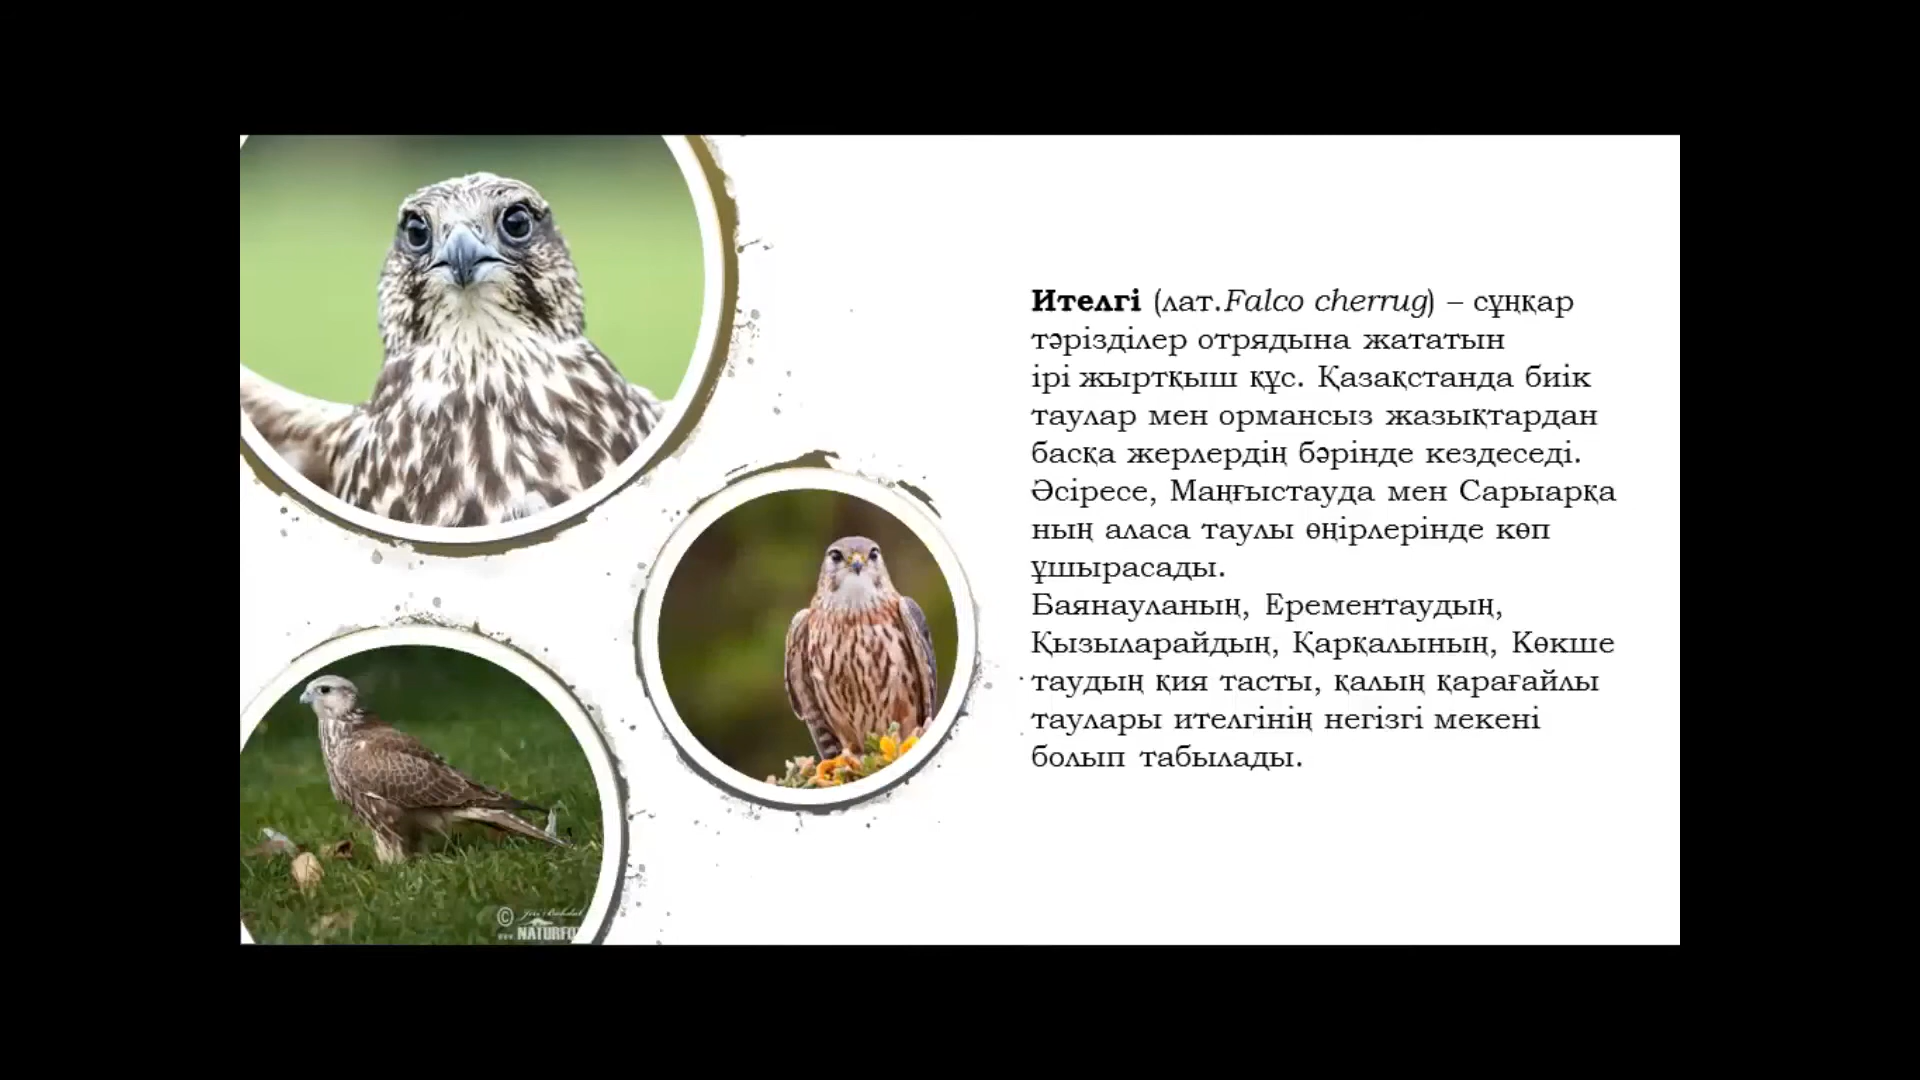 Ителгі (лат.Falco cherrug) – сұңқар
тәрізділер отрядына жататын
ірі жыртқыш құс. Қазақстанда биік
таулар мен ормансыз жазықтардан
басқа жерлердің бәрінде кездеседі.
Әсіресе, Маңғыстауда мен Сарыарқа
ның аласа таулы өңірлерінде көп
ұшырасады.
Баянауланың, Ерементаудың,
Қызыларайдың, Қарқалының, Көкше
таудың қия тасты, қалың қарағайлы
таулары ителгінің негізгі мекені
болып табылады.
©
www.NATURFO